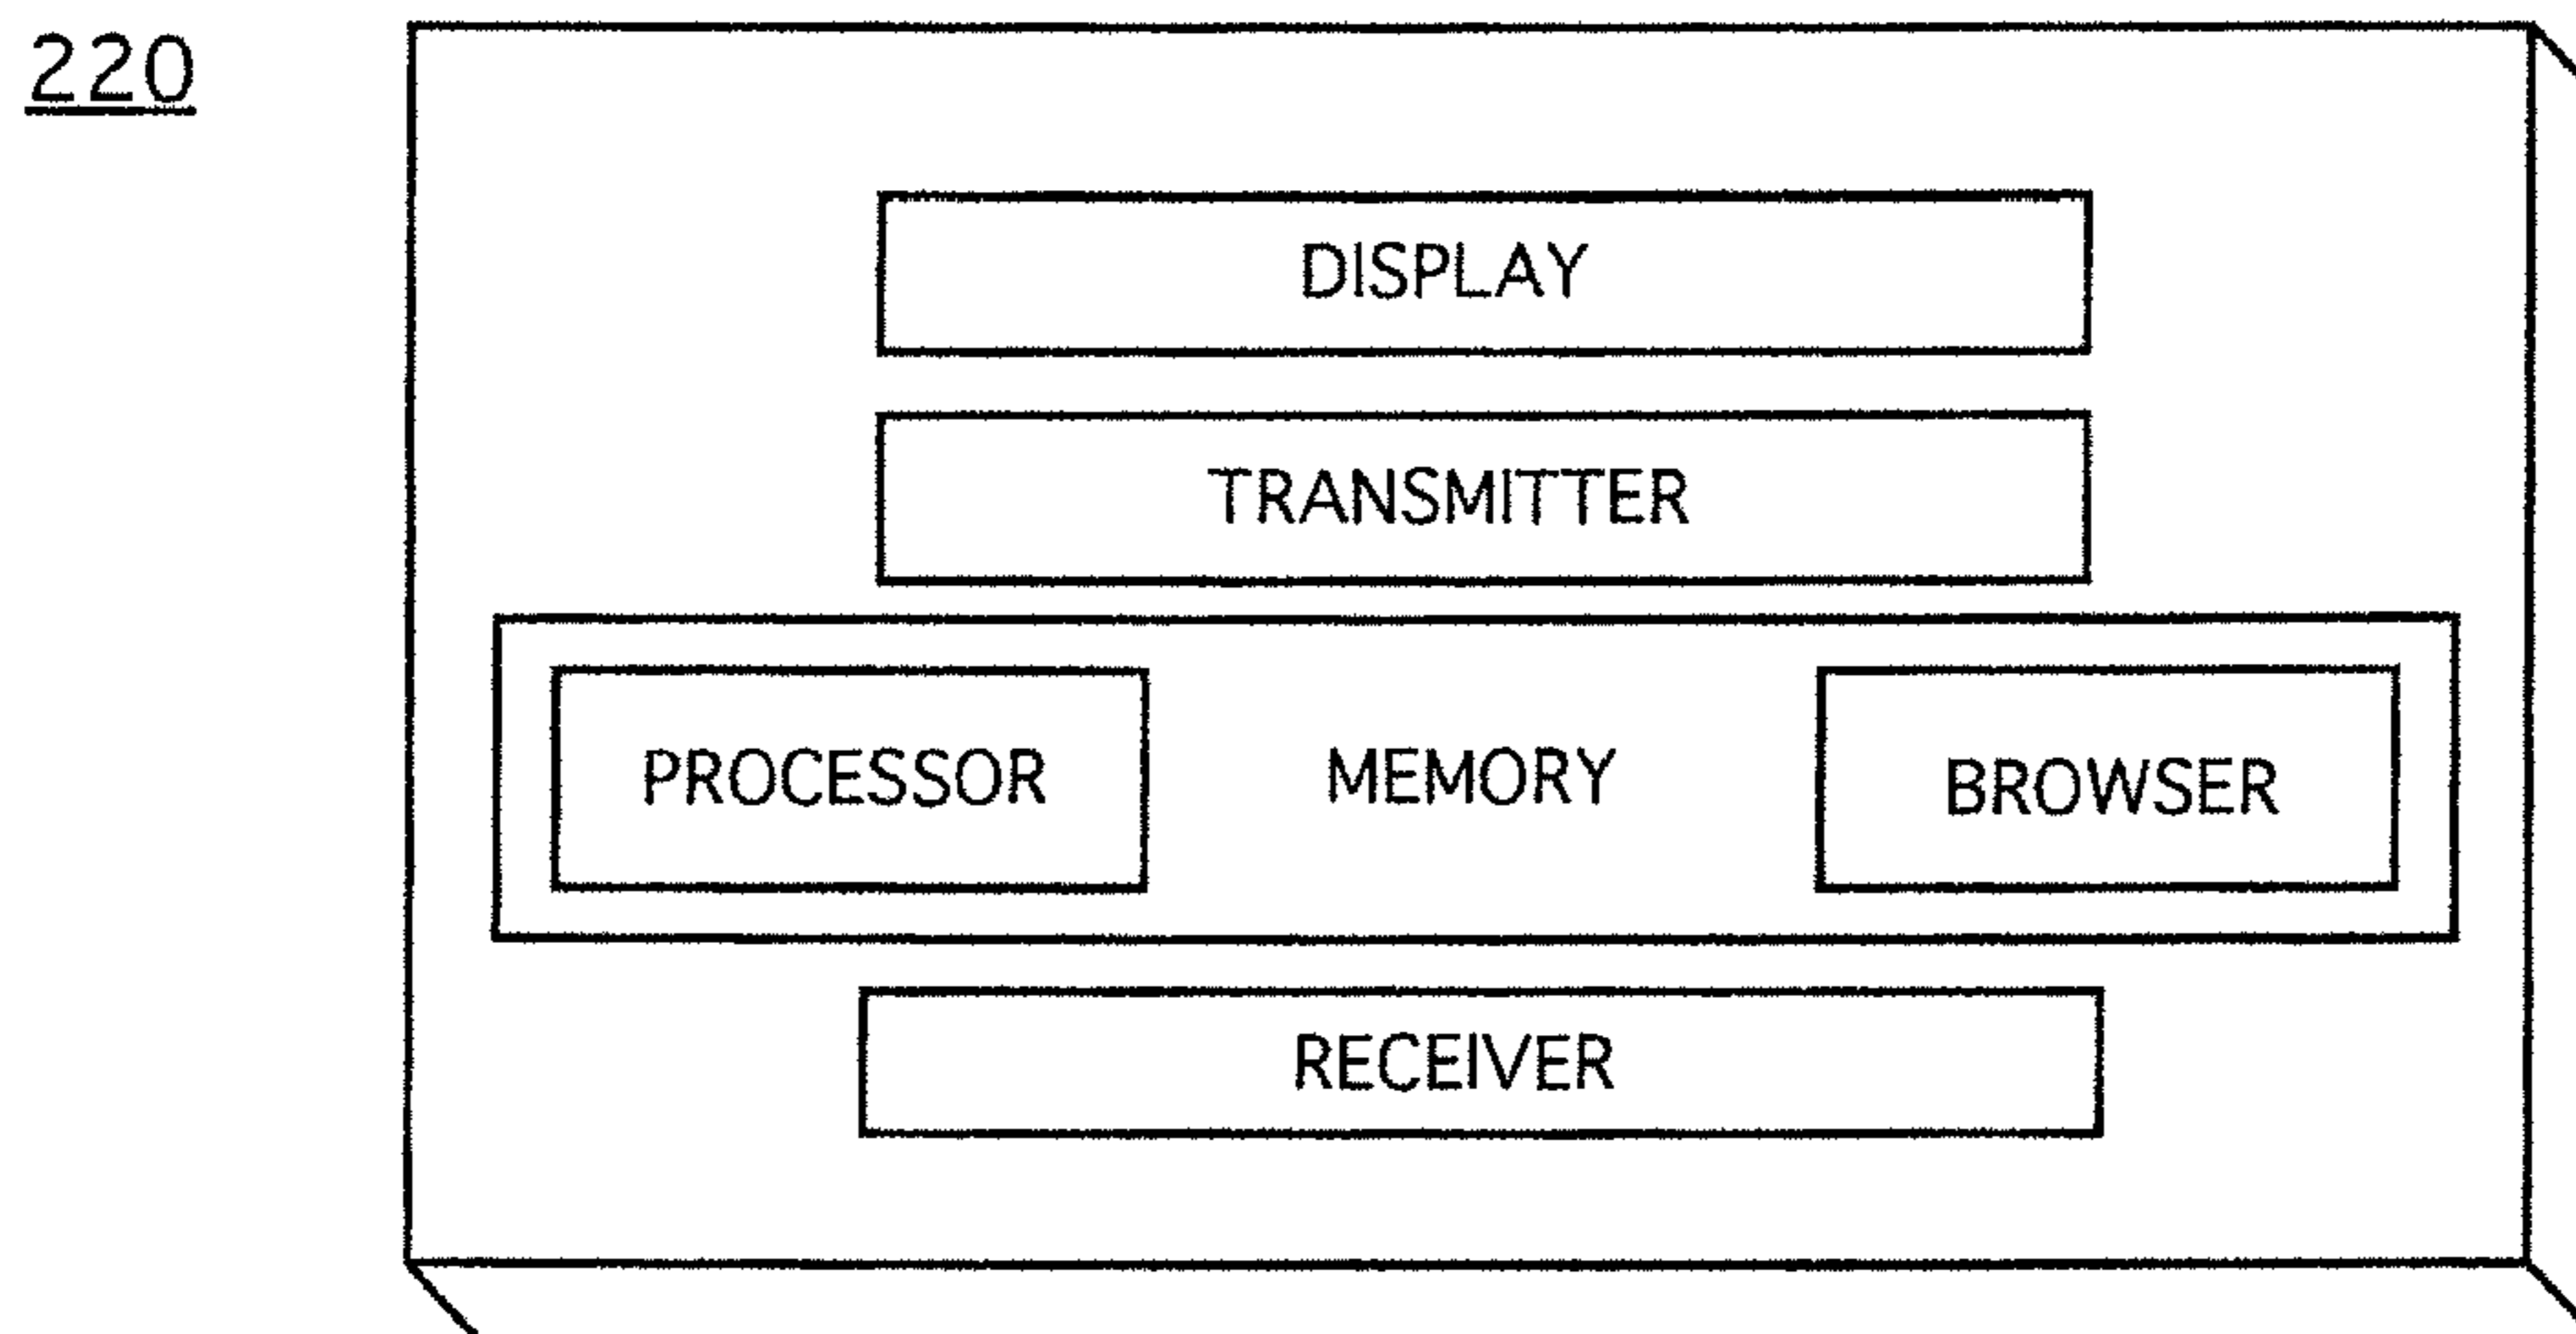 220
DISPLAY
TRANSMITTER
PROCESSOR MEMORY BROWSER
RECEIVER